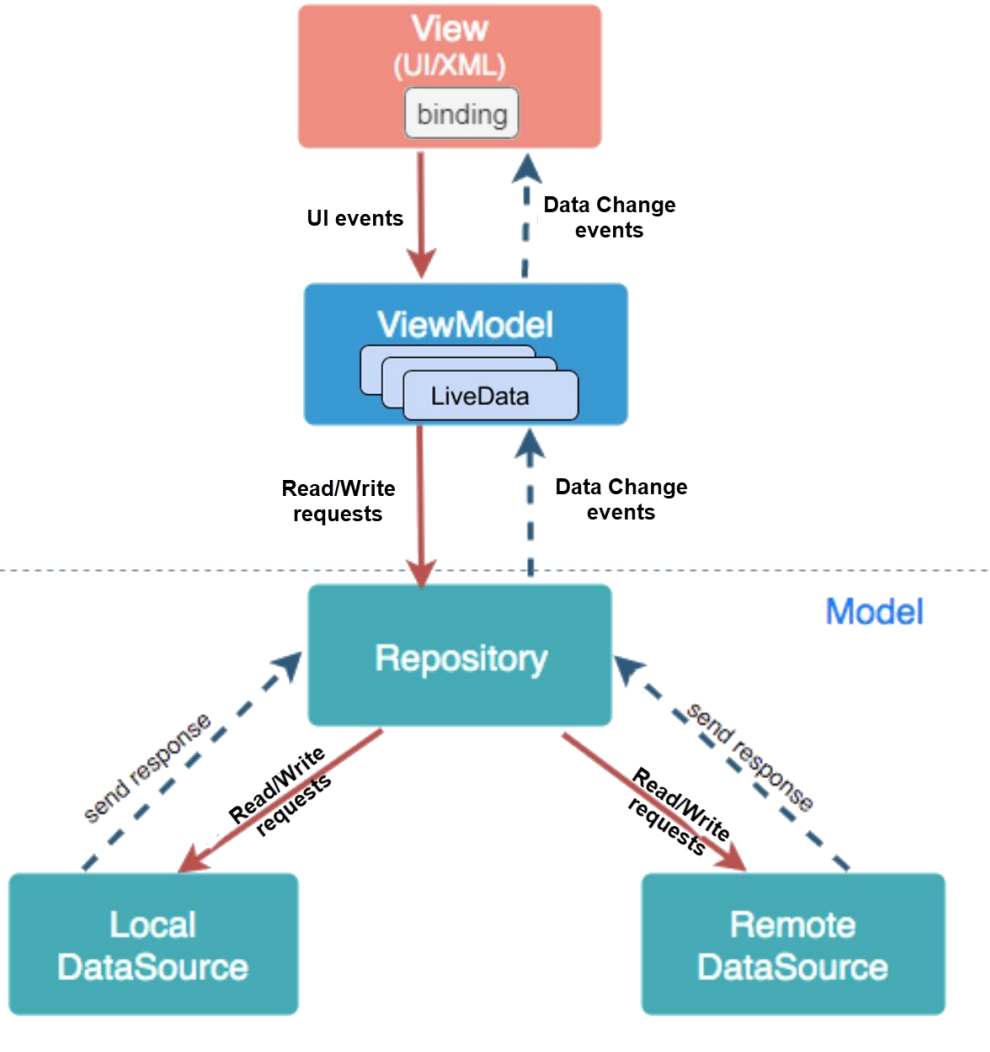 View
(UI/XML)
binding
UI events
Data Change
events
ViewModel
LiveData
Read/Write
requests
Data Change
events
Model
Repository
send response
Read/Write
requests
Read/Write
requests
send response
Local
DataSource
Remote
DataSource